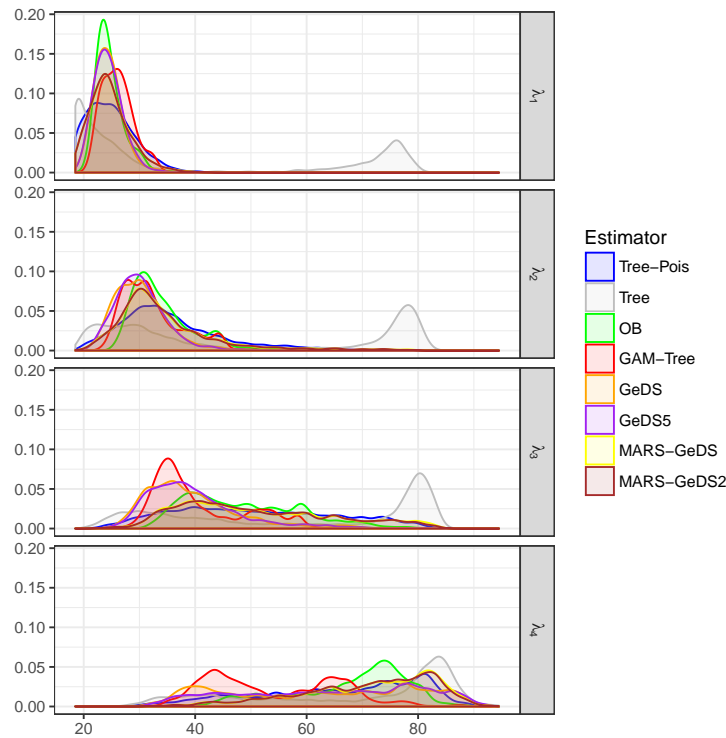 0.20
0.15
0.10
0.05
0.00
λ1
0.20
0.15
0.10
0.05
0.00
λ2
0.20
0.15
0.10
0.05
0.00
λ3
0.20
0.15
0.10
0.05
0.00
λ4
20 40 60 80
Estimator
Tree−Pois
Tree
OB
GAM−Tree
GeDS
GeDS5
MARS−GeDS
MARS−GeDS2